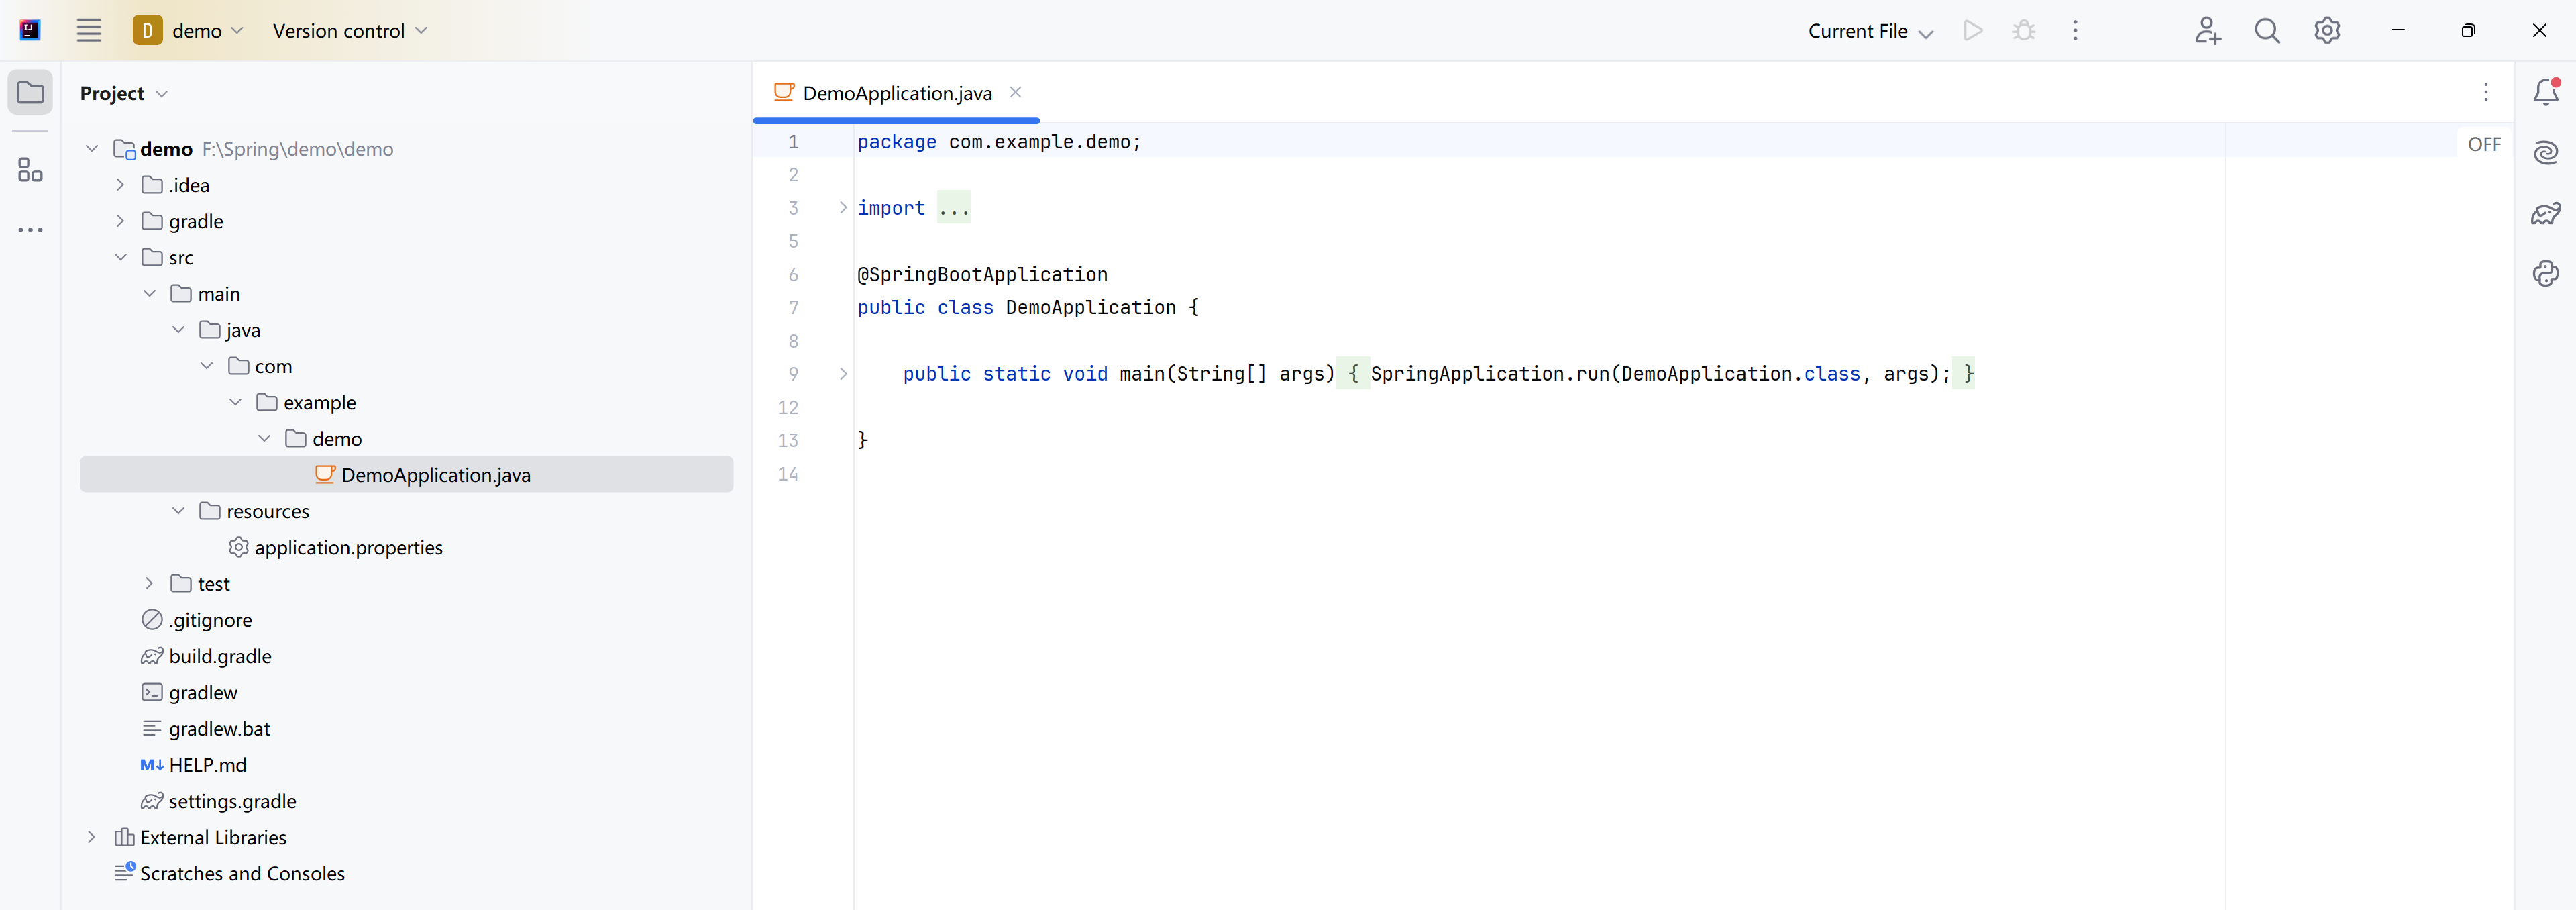 D demo Version control Current File
Project
demo F:\Spring\demo\demo
.idea
gradle
src
main
java
com
example
demo
DemoApplication.java
resources
application.properties
test
.gitignore
build.gradle
gradlew
gradlew.bat
M↓ HELP.md
settings.gradle
External Libraries
Scratches and Consoles
DemoApplication.java
OFF
1 package com.example.demo;
2
3 import ...
5
6 @SpringBootApplication
7 public class DemoApplication {
8
9 public static void main(String[] args) { SpringApplication.run(DemoApplication.class, args); }
12
13 }
14